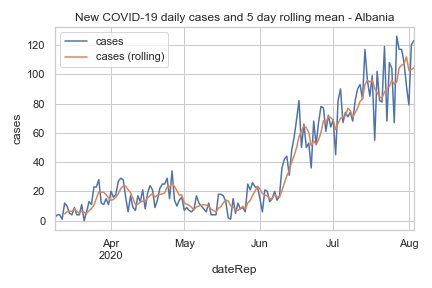 New COVID-19 daily cases and 5 day rolling mean - Albania
cases
cases (rolling)
120
100
80
60
40
20
0
cases
Apr
2020
May
Jun
Jul
Aug
dateRep